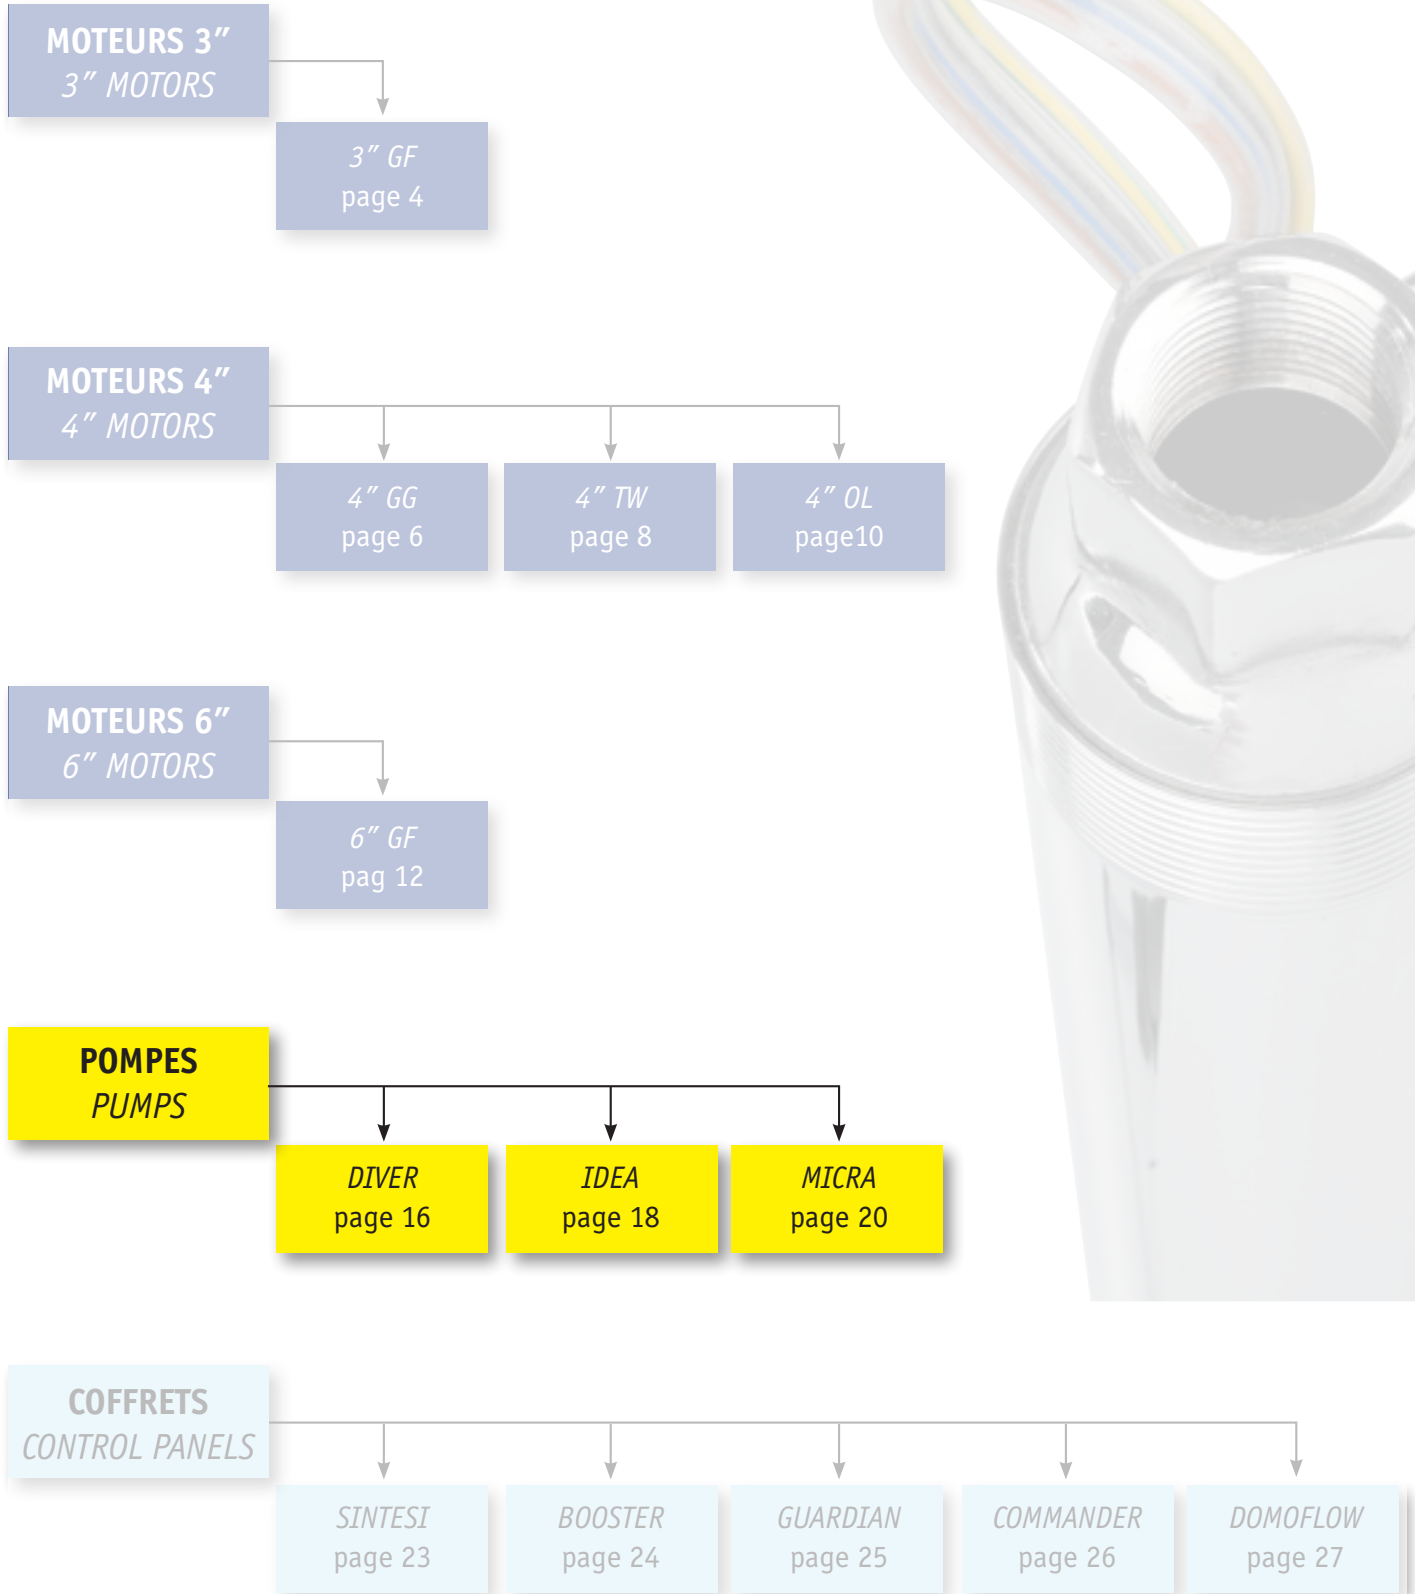 MOTEURS 3″
3″ MOTORS
3″ GF
page 4
MOTEURS 4″
4″ MOTORS
4″ GG
page 6
4″ TW
page 8
4″ OL
page10
MOTEURS 6″
6″ MOTORS
6″ GF
pag 12
POMPES
PUMPS
DIVER
page 16
IDEA
page 18
MICRA
page 20
COFFRETS
CONTROL PANELS
SINTESI
page 23
BOOSTER
page 24
GUARDIAN
page 25
COMMANDER
page 26
DOMOFLOW
page 27